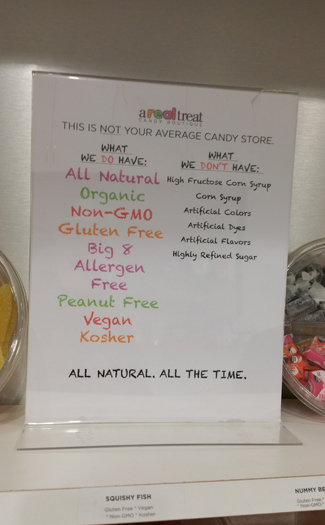 a real treat
CANDY BOUTIQUE
THIS IS NOT YOUR AVERAGE CANDY STORE.
WHAT
WE DO HAVE:
All Natural
Organic
Non-GMO
Gluten Free
Big 8
Allergen
Free
Peanut Free
Vegan
Kosher
WHAT
WE DON'T HAVE:
High Fructose Corn Syrup
Corn Syrup
Artificial Colors
Artificial Dyes
Artificial Flavors
Highly Refined Sugar
ALL NATURAL. ALL THE TIME.
SQUISHY FISH
Gluten Free * Vegan
* Non-GMO * Kosher
NUMMY BE
Gluten Free *
* Non-GMO